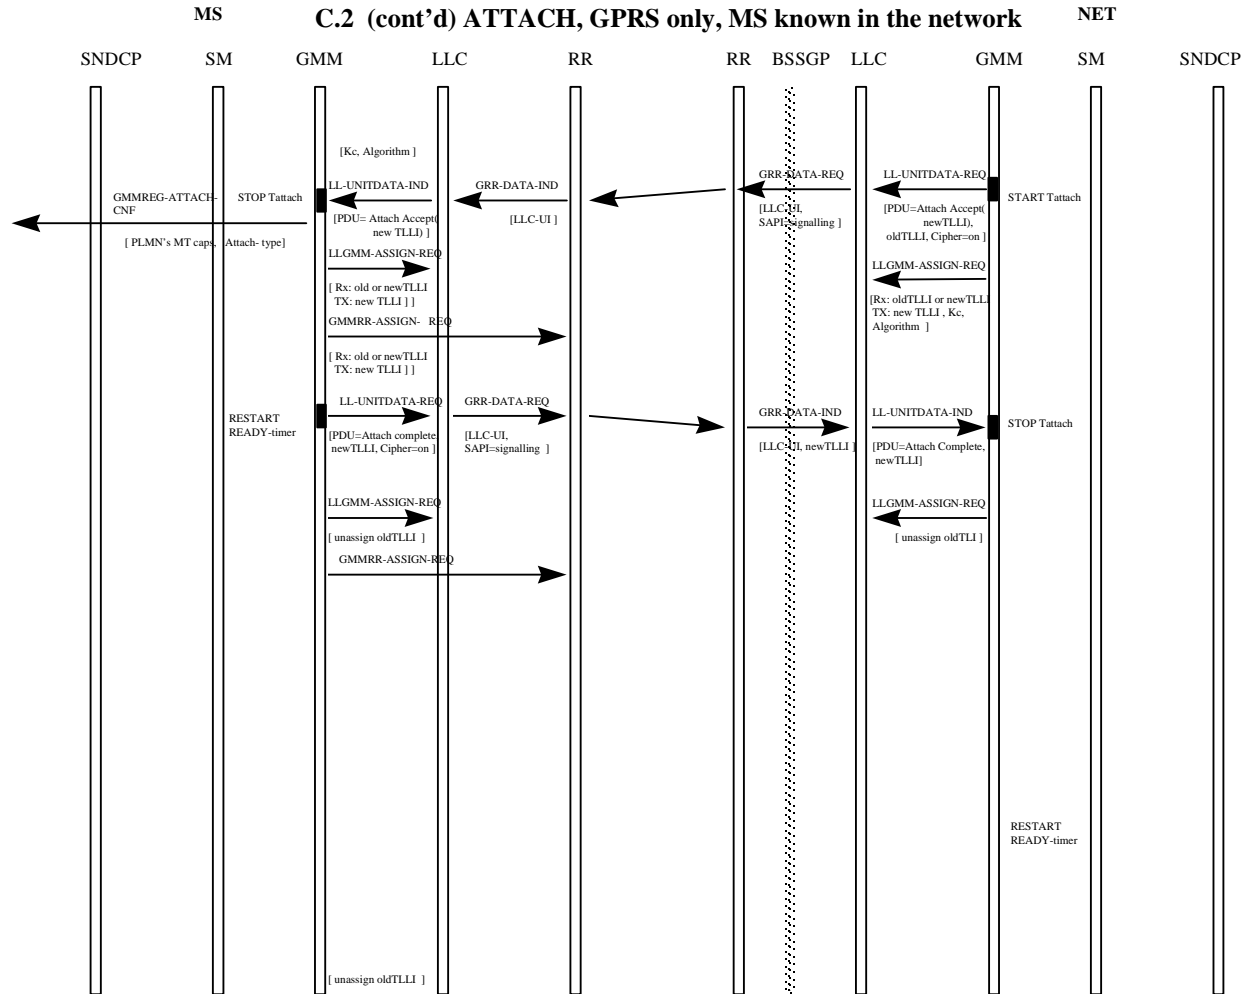 MS
C.2 (cont’d) ATTACH, GPRS only, MS known in the network
NET
SNDCP
SM
GMM
LLC
RR
RR
BSSGP
LLC
GMM
SM
SNDCP
[Kc, Algorithm ]
GMMREG-ATTACH-
CNF
STOP Tattach
LL-UNITDATA-IND
GRR-DATA-IND
GRR-DATA-REQ
LL-UNITDATA-REQ
START Tattach
[PDU= Attach Accept(
new TLLI) ]
[LLC-UI ]
[LLC-UI,
SAPI=signalling ]
[PDU=Attach Accept(
newTLLI),
oldTLLI, Cipher=on ]
[ PLMN’s MT caps, Attach- type]
LLGMM-ASSIGN-REQ
LLGMM-ASSIGN-REQ
[ Rx: old or newTLLI
TX: new TLLI ] ]
[Rx: oldTLLI or newTLLI
TX: new TLLI , Kc,
Algorithm ]
GMMRR-ASSIGN- REQ
[ Rx: old or newTLLI
TX: new TLLI ] ]
RESTART
READY-timer
LL-UNITDATA-REQ
GRR-DATA-REQ
GRR-DATA-IND
LL-UNITDATA-IND
STOP Tattach
[PDU=Attach complete,
newTLLI, Cipher=on ]
[LLC-UI,
SAPI=signalling ]
[LLC-UI, newTLLI ]
[PDU=Attach Complete,
newTLLI]
LLGMM-ASSIGN-REQ
LLGMM-ASSIGN-REQ
[ unassign oldTLLI ]
[ unassign oldTLI ]
GMMRR-ASSIGN-REQ
RESTART
READY-timer
[ unassign oldTLLI ]